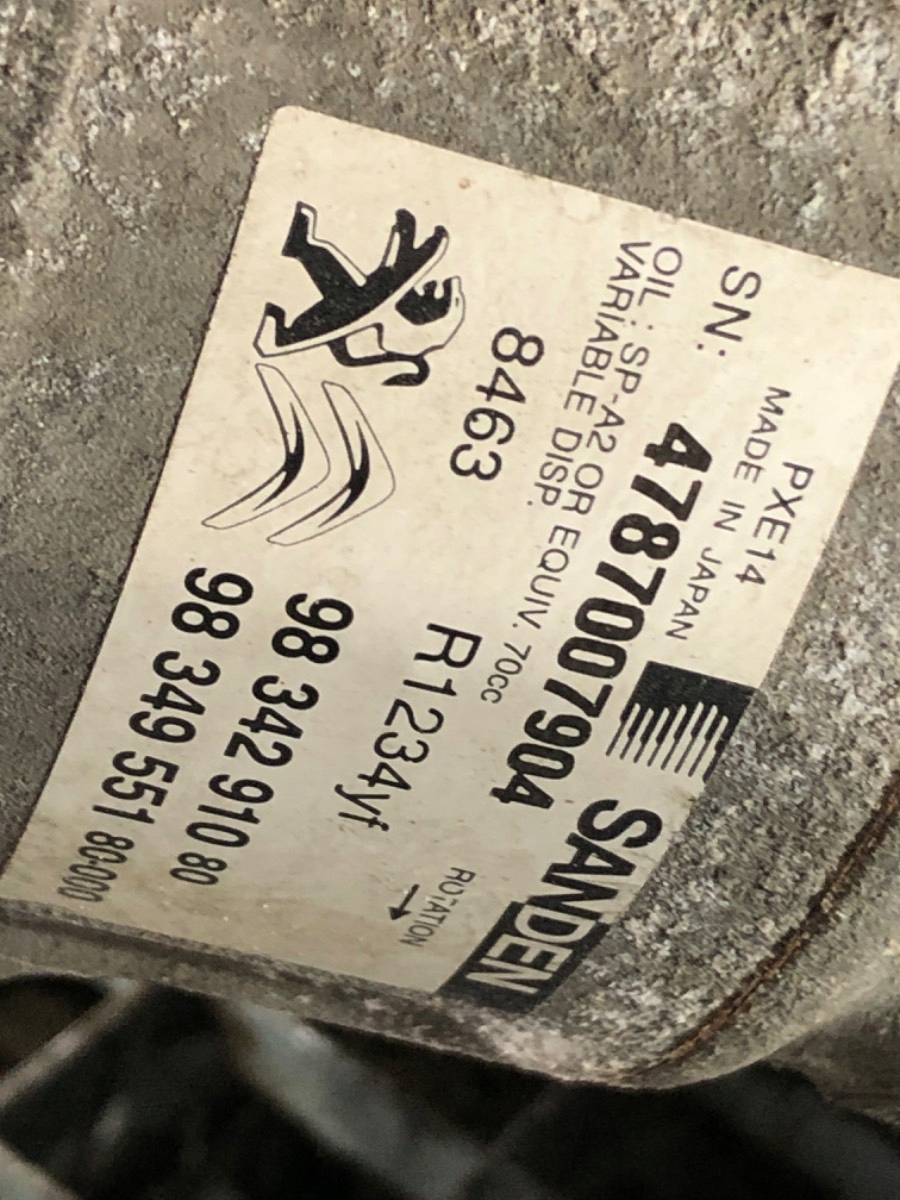 PXE14
MADE IN JAPAN
SANDEN
SN: 47870007904
OIL : SP-A2 OR EQUIV. 70cc
VARIABLE DISP.
ROTATION
8463 R1234yf
98 342 910 80
98 349 551 80-000